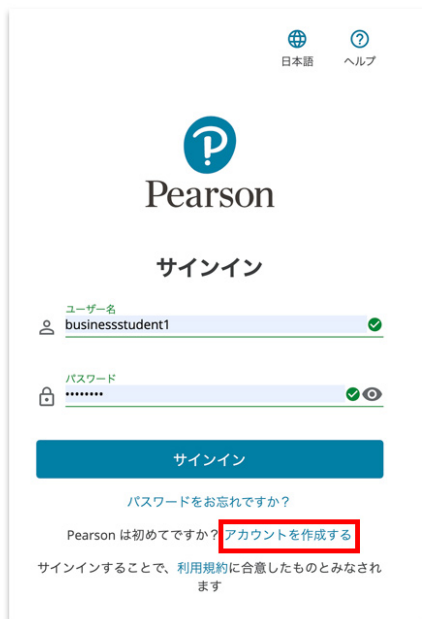 日本語 ヘルプ
Pearson
サインイン
ユーザー名
businessstudent1
パスワード
••••••••
サインイン
パスワードをお忘れですか？
Pearson は初めてですか？アカウントを作成する
サインインすることで、利用規約に合意したものとみなされ
ます